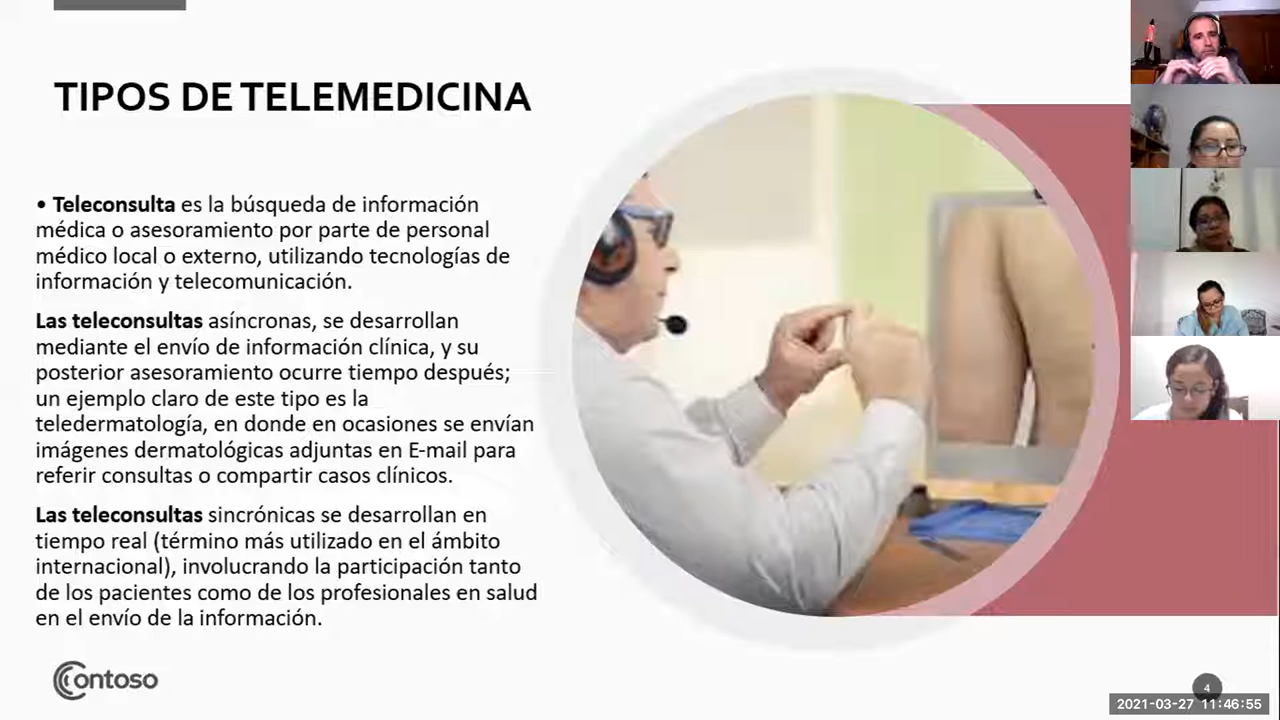 TIPOS DE TELEMEDICINA
• Teleconsulta es la búsqueda de información
médica o asesoramiento por parte de personal
médico local o externo, utilizando tecnologías de
información y telecomunicación.
Las teleconsultas asíncronas, se desarrollan
mediante el envío de información clínica, y su
posterior asesoramiento ocurre tiempo después;
un ejemplo claro de este tipo es la
teledermatología, en donde en ocasiones se envían
imágenes dermatológicas adjuntas en E-mail para
referir consultas o compartir casos clínicos.
Las teleconsultas sincrónicas se desarrollan en
tiempo real (término más utilizado en el ámbito
internacional), involucrando la participación tanto
de los pacientes como de los profesionales en salud
en el envío de la información.
Contoso
4
2021-03-27 11:46:55